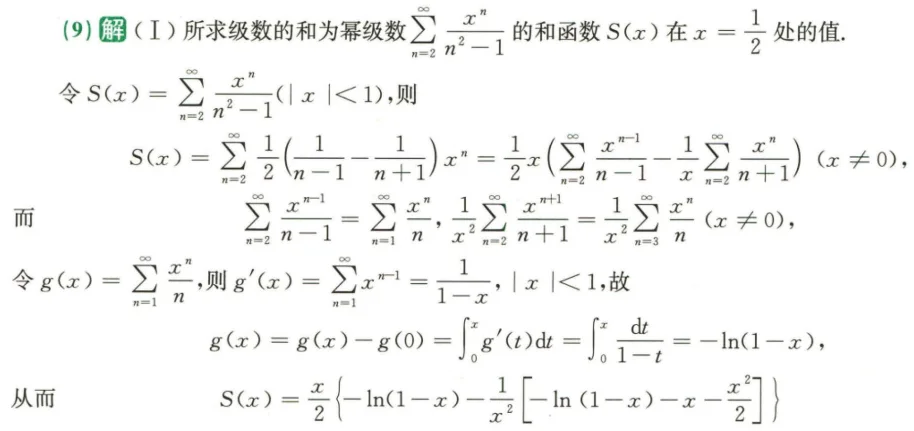 (9) 解 (Ⅰ)所求级数的和为幂级数 $\sum_{n=2}^{\infty} \frac{x^n}{n^2-1}$ 的和函数 S(x) 在 $x = \frac{1}{2}$ 处的值.
令 $S(x) = \sum_{n=2}^{\infty} \frac{x^n}{n^2-1} (|x|<1)$,则
$S(x) = \sum_{n=2}^{\infty} \frac{1}{2}\left(\frac{1}{n-1} - \frac{1}{n+1}\right)x^n = \frac{1}{2}x\left(\sum_{n=2}^{\infty} \frac{x^{n-1}}{n-1} - \frac{1}{x}\sum_{n=2}^{\infty} \frac{x^n}{n+1}\right) (x \neq 0)$,
而 $\sum_{n=2}^{\infty} \frac{x^{n-1}}{n-1} = \sum_{n=1}^{\infty} \frac{x^n}{n}, \frac{1}{x^2}\sum_{n=2}^{\infty} \frac{x^{n+1}}{n+1} = \frac{1}{x^2}\sum_{n=3}^{\infty} \frac{x^n}{n} (x \neq 0)$,
令 $g(x) = \sum_{n=1}^{\infty} \frac{x^n}{n}$,则 $g'(x) = \sum_{n=1}^{\infty} x^{n-1} = \frac{1}{1-x}, |x|<1$,故
$g(x) = g(x) - g(0) = \int_0^x g'(t)dt = \int_0^x \frac{dt}{1-t} = -\ln(1-x)$,
从而 $S(x) = \frac{x}{2}\left\{-\ln(1-x) - \frac{1}{x^2}\left[-\ln(1-x) - x - \frac{x^2}{2}\right]\right\}$